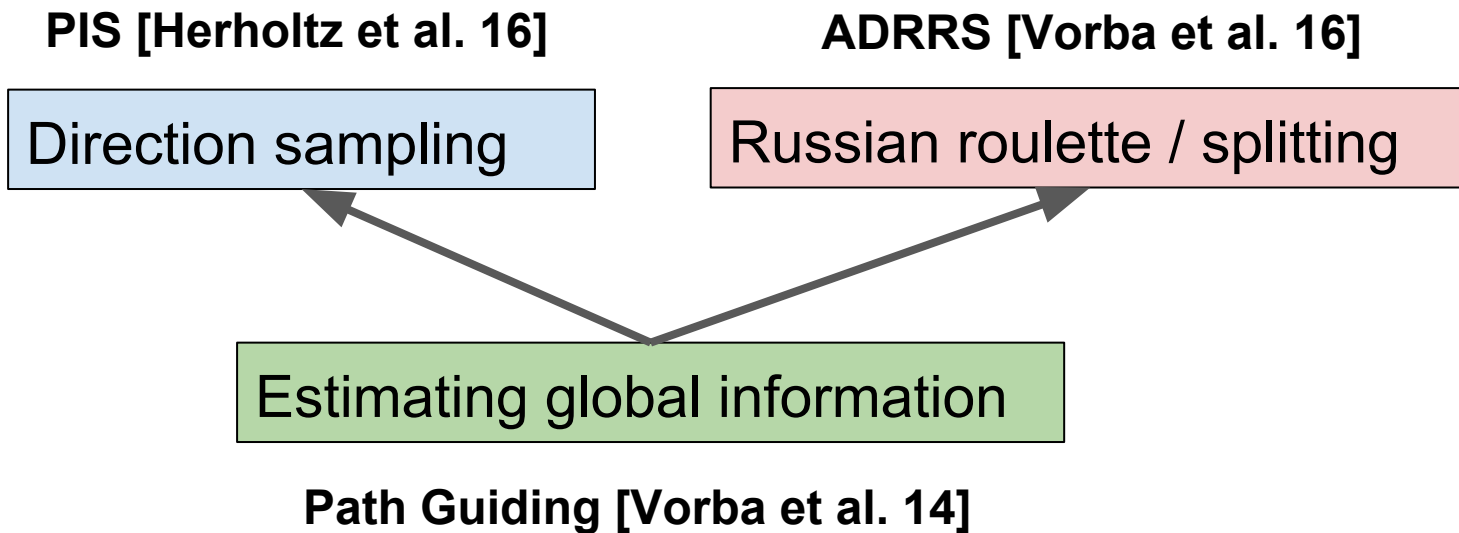 PIS [Herholtz et al. 16]
ADRRS [Vorba et al. 16]
Direction sampling
Russian roulette / splitting
Estimating global information
Path Guiding [Vorba et al. 14]